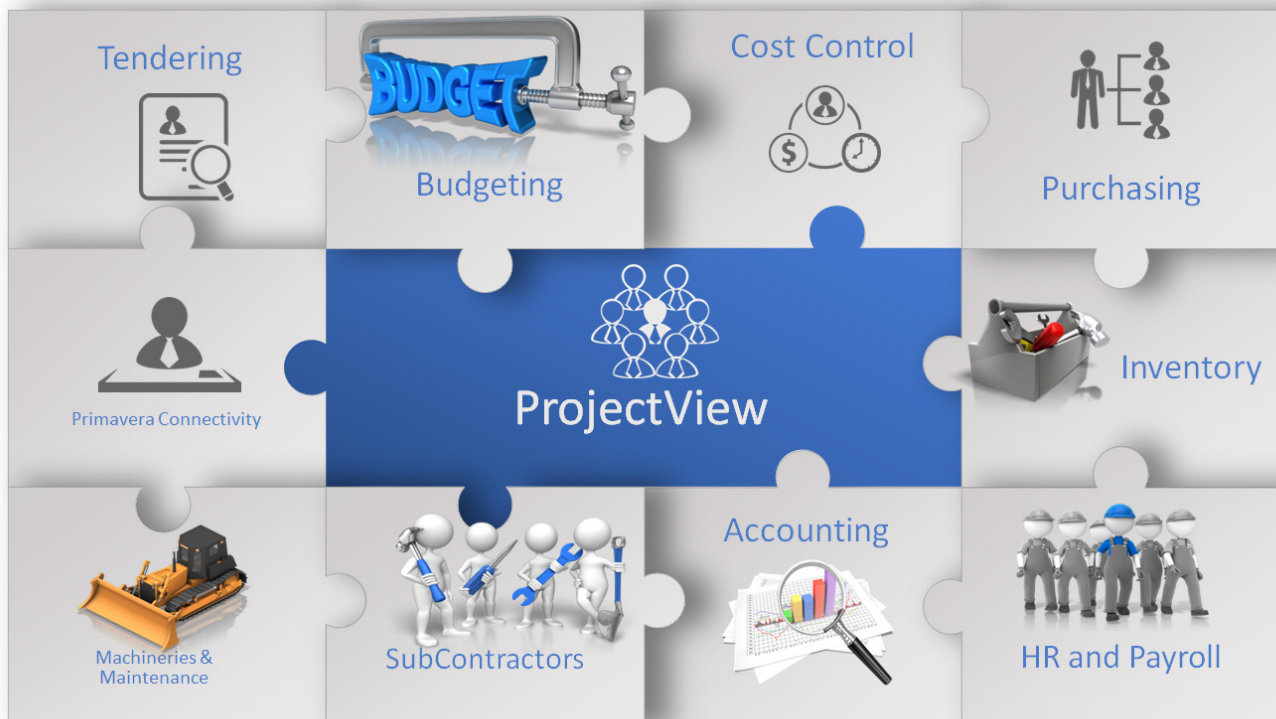 Tendering
BUDGET
Budgeting
Cost Control
$
Purchasing
Primavera Connectivity
ProjectView
Inventory
Machineries &
Maintenance
SubContractors
Accounting
HR and Payroll